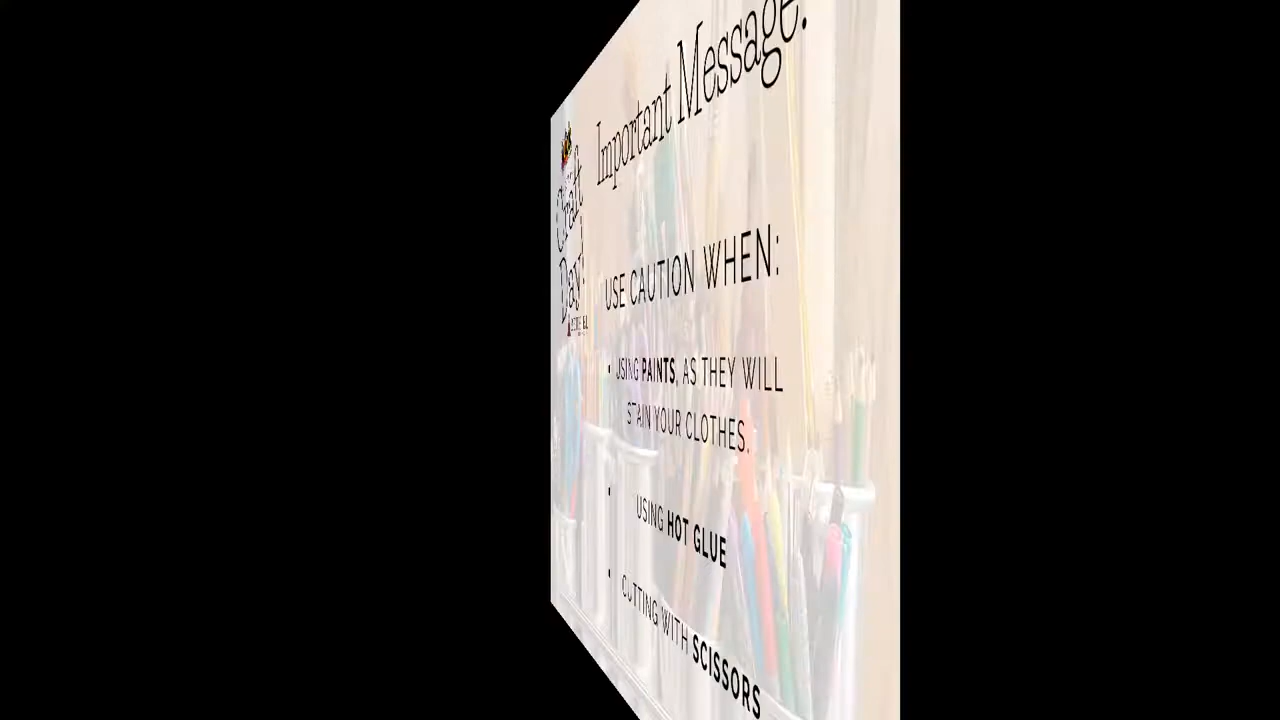 Important Message:
Craft
Day!
USE CAUTION WHEN:
• USING PAINTS, AS THEY WILL
STAIN YOUR CLOTHES.
• USING HOT GLUE
• CUTTING WITH SCISSORS